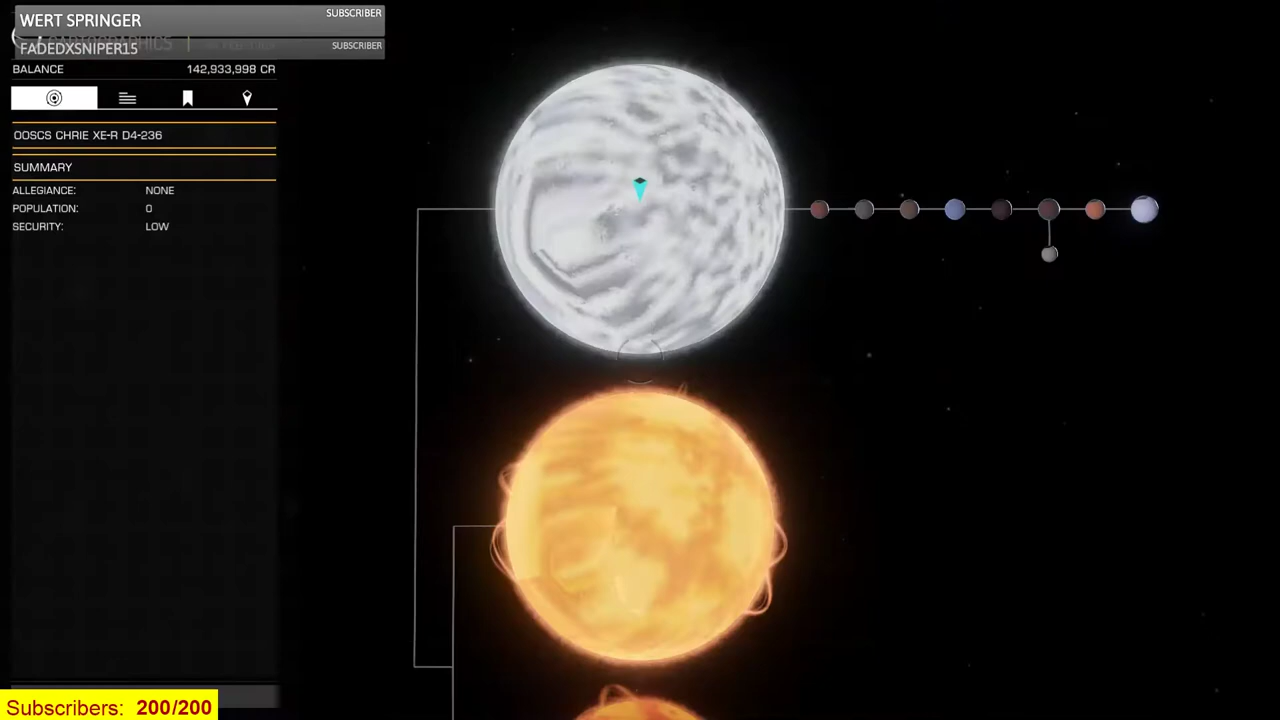 WERT SPRINGER SUBSCRIBER
FADEDXSNIPER15 SUBSCRIBER
BALANCE 142,933,998 CR
OOSCS CHRIE XE-R D4-236
SUMMARY
ALLEGIANCE: NONE
POPULATION: 0
SECURITY: LOW
Subscribers: 200/200